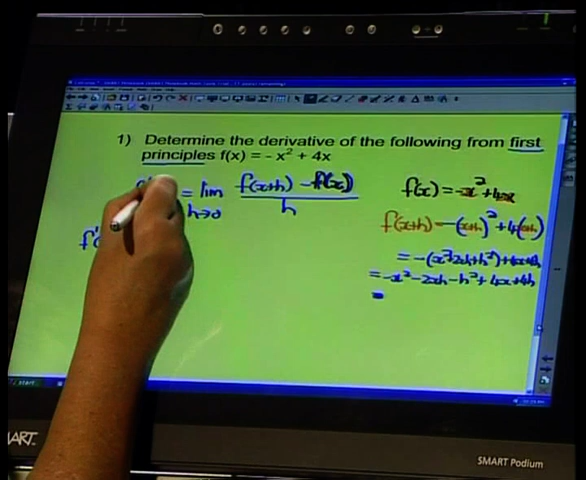 1) Determine the derivative of the following from first
principles f(x) = - x² + 4x
= lim f(x+h) - f(x)
h→0 h
f(x) = -x² + 4x
f(x+h) = -(x+h)² + 4(x+h)
= -(x²+2xh+h²)+4x+4h
= -x² - 2xh - h² + 4x + 4h
=
f'(
start
SMART
SMART Podium